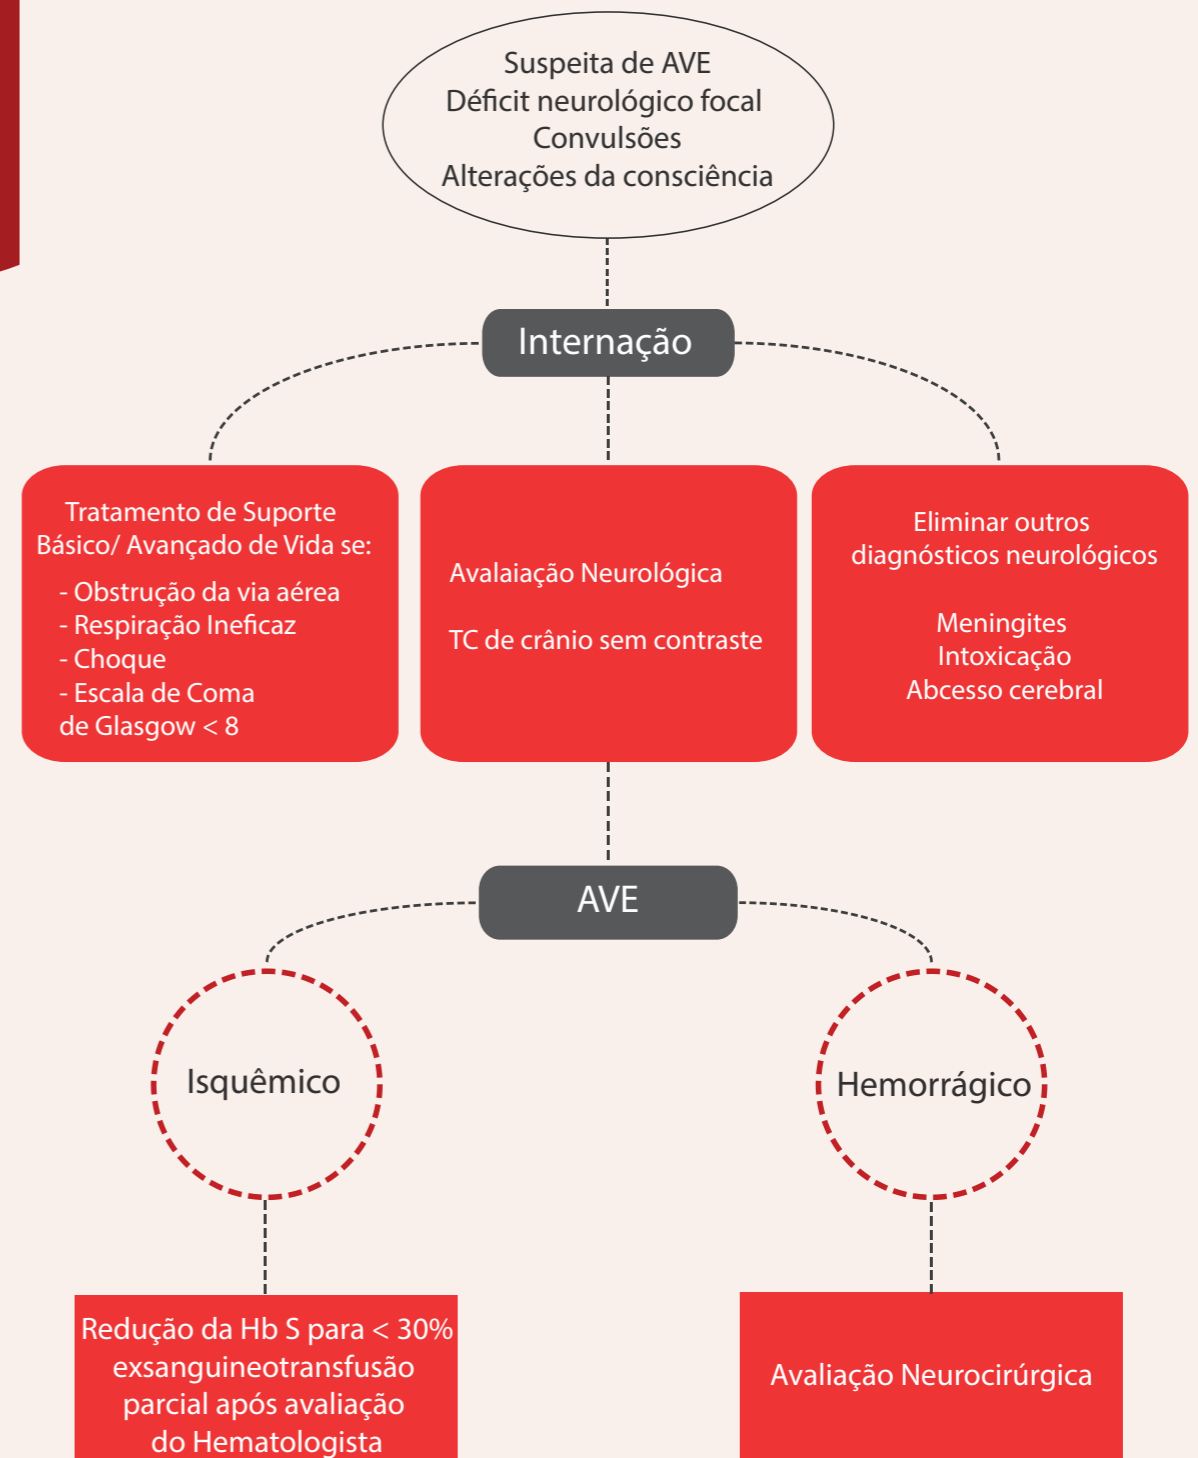 Suspeita de AVE
Déficit neurológico focal
Convulsões
Alterações da consciência
Internação
Tratamento de Suporte
Básico/ Avançado de Vida se:
- Obstrução da via aérea
- Respiração Ineficaz
- Choque
- Escala de Coma
de Glasgow < 8
Avalaiação Neurológica
TC de crânio sem contraste
Eliminar outros
diagnósticos neurológicos
Meningites
Intoxicação
Abcesso cerebral
AVE
Isquêmico
Hemorrágico
Redução da Hb S para < 30%
exsanguineotransfusão
parcial após avaliação
do Hematologista
Avaliação Neurocirúrgica